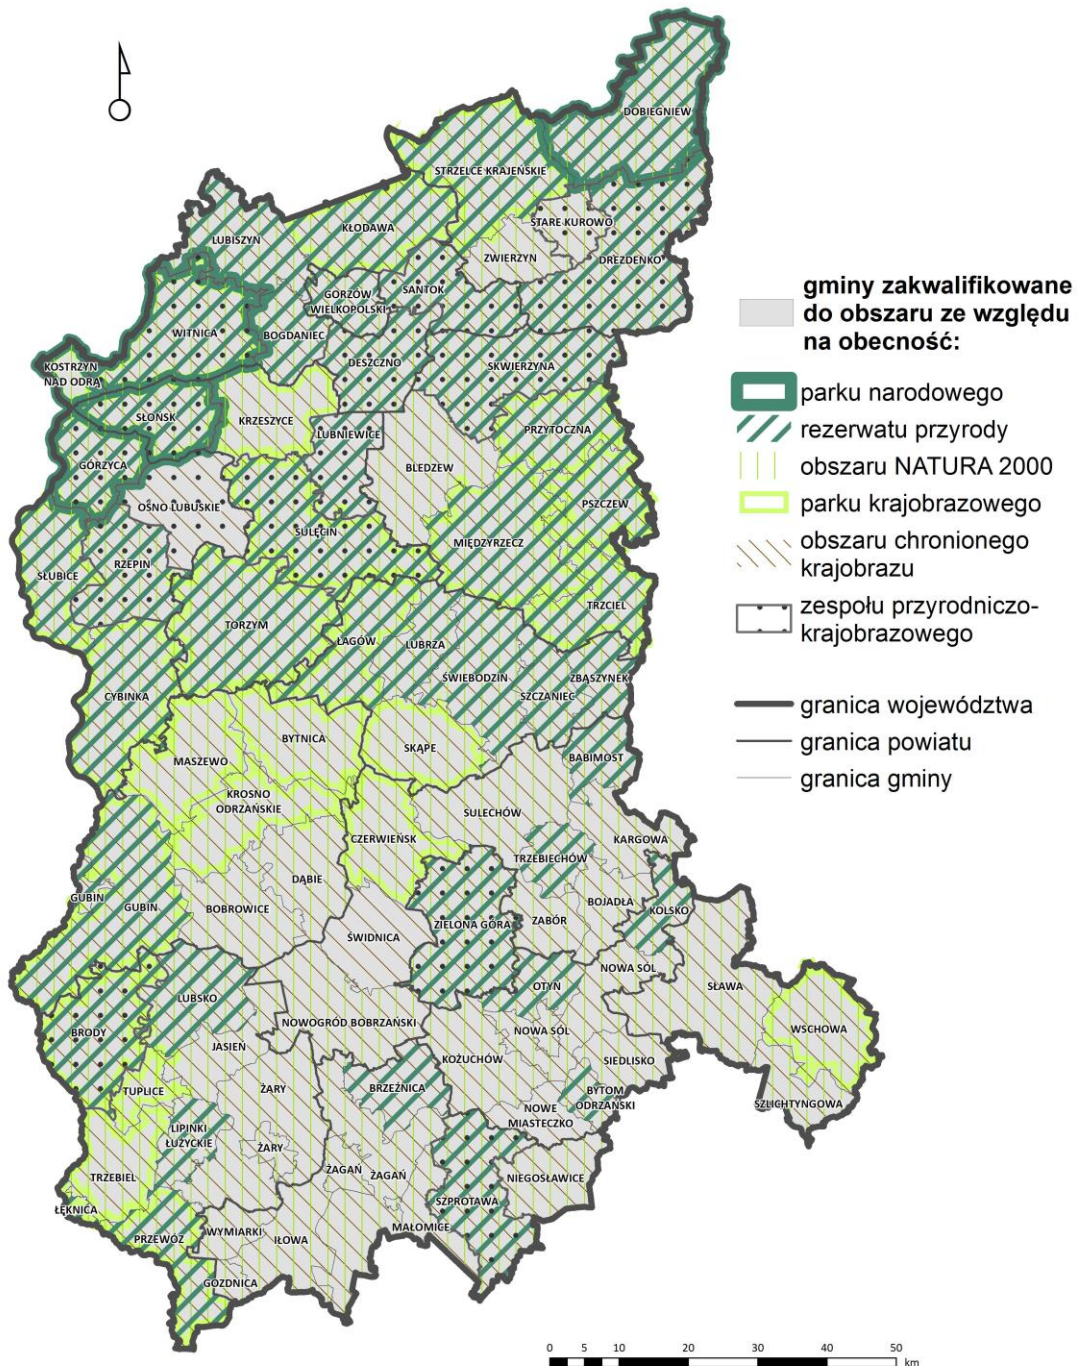 DOBIEGNIEW
STRZELCE KRAJEŃSKIE
STARE KUROWO
KŁODAWA
LUBISZYN
ZWIERZYN
DREZDENKO
SANTOK
GORZÓW
WIELKOPOLSKI
WITNICA
BOGDANIEC
DESZCZNO
SKWIERZYNA
KOSTRZYN
NAD ODRĄ
SŁOŃSK
KRZESZYCE
LUBNIEWICE
PRZYTOCZNA
GÓRZYCA
BLEDZEW
OŚNO LUBUSKIE
PSZCZEW
SULĘCIN
MIĘDZYRZECZ
RZEPIN
SŁUBICE
TRZCIEL
TORZYM
ŁAGÓW
LUBRZA
ŚWIEBODZIN
ZBĄSZYNEK
SZCZANIEC
CYBINKA
BYTNICA
SKĄPE
MASZEWO
BABIMOST
KROSNO
ODRZAŃSKIE
SULECHÓW
CZERWIEŃSK
KARGOWA
TRZEBIECHÓW
DĄBIE
GUBIN
GUBIN
BOBROWICE
BOJADŁA
KOLSKO
ZABÓR
ZIELONA GÓRA
ŚWIDNICA
NOWA SÓL
OTYŃ
SŁAWA
LUBSKO
NOWOGRÓD BOBRZAŃSKI
NOWA SÓL
WSCHOWA
BRODY
JASIEŃ
KOŻUCHÓW
SIEDLISKO
TUPLICE
ŻARY
BRZEŹNICA
BYTOM
ODRZAŃSKI
SZLICHTYNGOWA
NOWE
MIASTECZKO
LIPINKI
ŁUŻYCKIE
ŻARY
ŻAGAŃ
ŻAGAŃ
TRZEBIEL
NIEGOSŁAWICE
SZPROTAWA
ŁĘKNICA
MAŁOMICE
PRZEWÓZ
WYMIARKI
IŁOWA
GOZDNICA
gminy zakwalifikowane
do obszaru ze względu
na obecność:
parku narodowego
rezerwatu przyrody
obszaru NATURA 2000
parku krajobrazowego
obszaru chronionego
krajobrazu
zespołu przyrodniczo-
krajobrazowego
granica województwa
granica powiatu
granica gminy
0 5 10 20 30 40 50
km